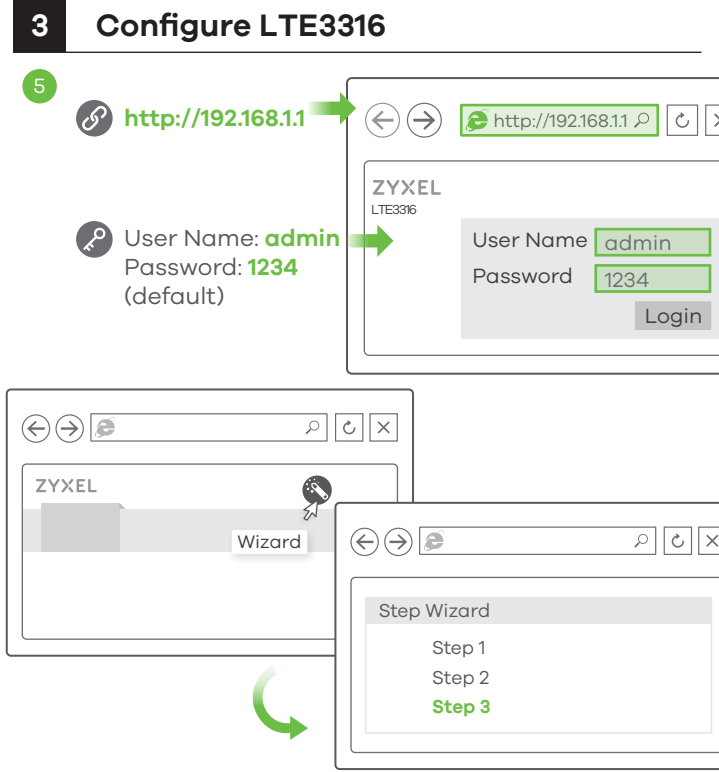 3 Configure LTE3316
5
http://192.168.1.1
http://192.168.1.1
ZYXEL
LTE3316
User Name: admin
Password: 1234
(default)
User Name admin
Password 1234
Login
ZYXEL
Wizard
Step Wizard
Step 1
Step 2
Step 3